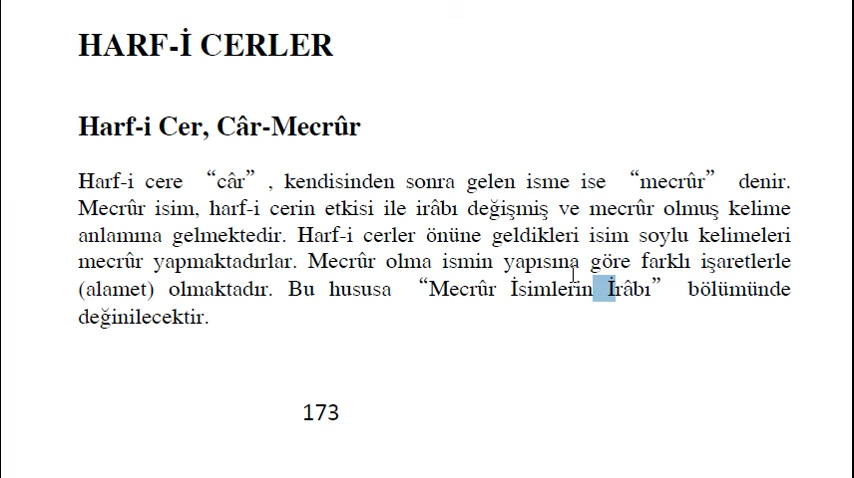 HARF-İ CERLER
Harf-i Cer, Câr-Mecrûr
Harf-i cere “câr” , kendisinden sonra gelen isme ise “mecrûr” denir.
Mecrûr isim, harf-i cerin etkisi ile irâbı değişmiş ve mecrûr olmuş kelime
anlamına gelmektedir. Harf-i cerler önüne geldikleri isim soylu kelimeleri
mecrûr yapmaktadırlar. Mecrûr olma ismin yapısına göre farklı işaretlerle
(alamet) olmaktadır. Bu hususa “Mecrûr İsimlerin İrâbı” bölümünde
değinilecektir.
173